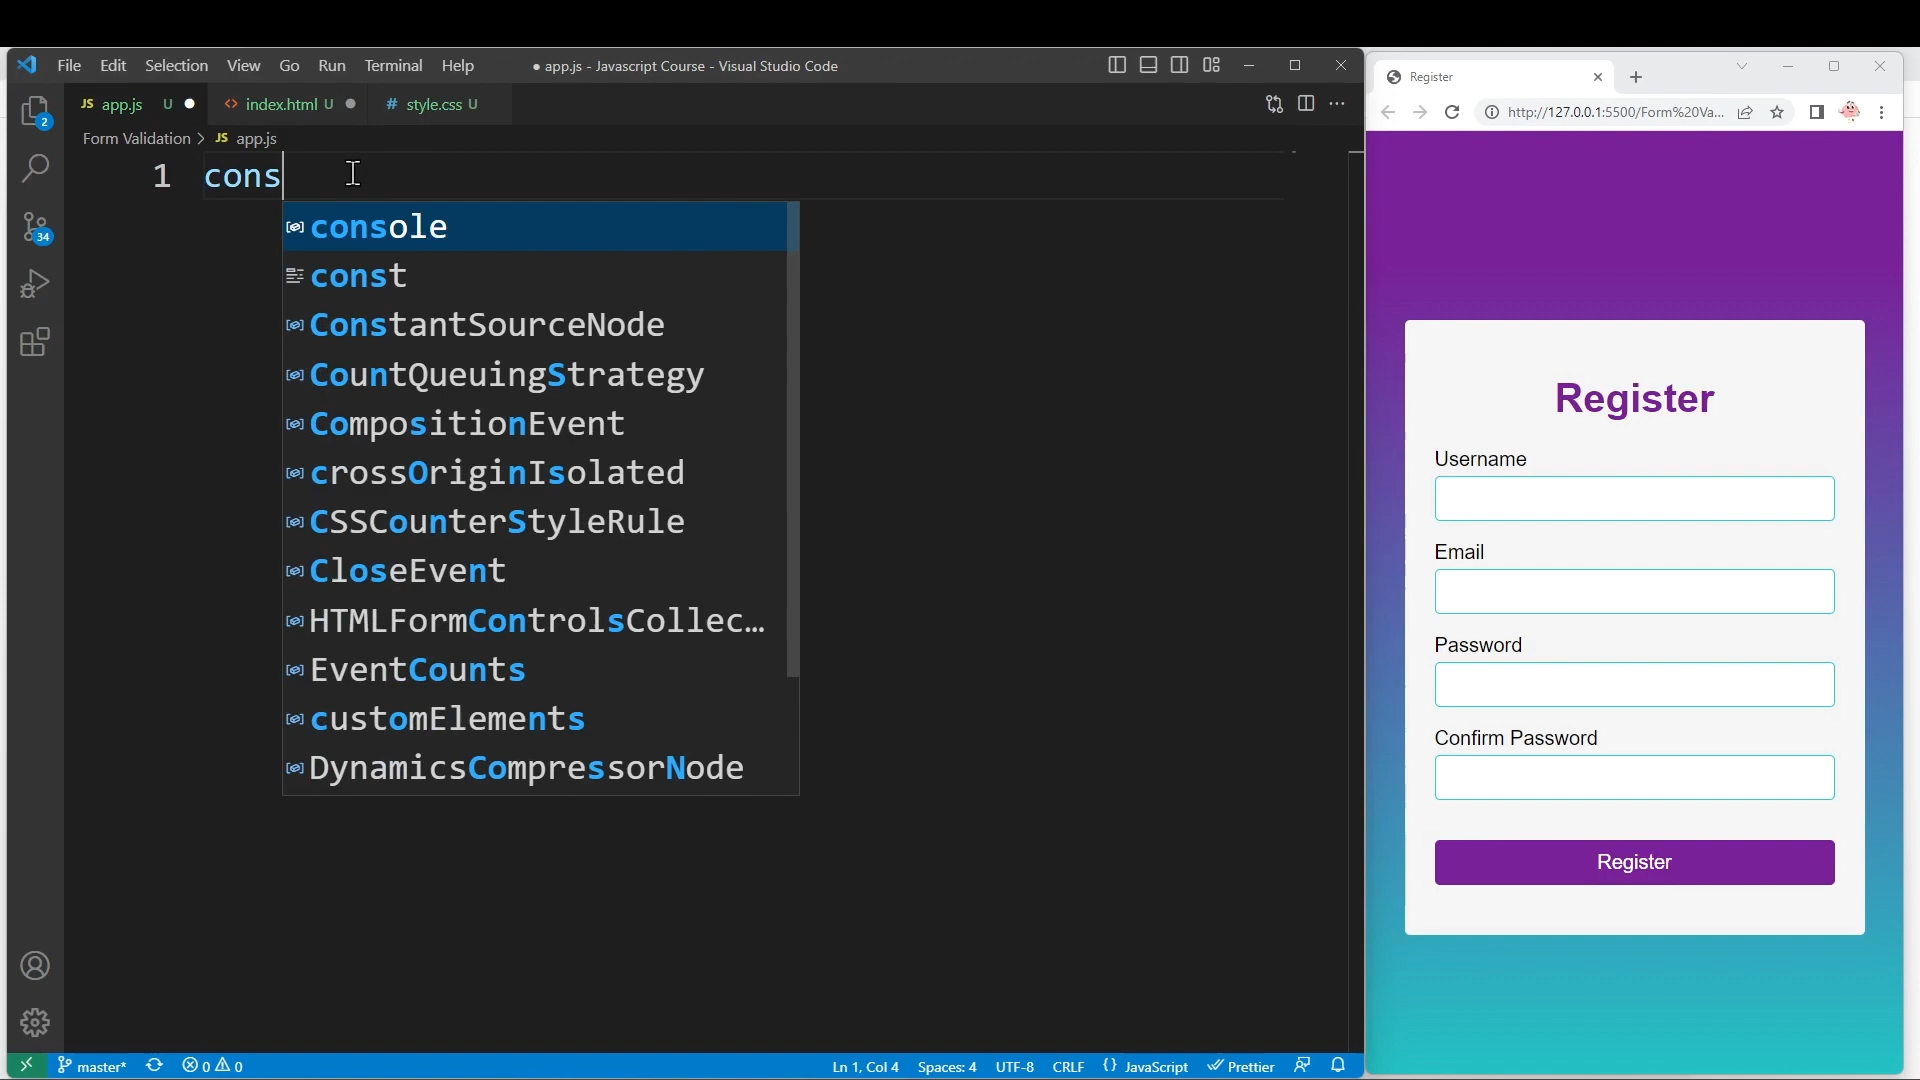 File Edit Selection View Go Run Terminal Help
● app.js - Javascript Course - Visual Studio Code
JS app.js U ●
<> index.html U ●
# style.css U
2
Form Validation > JS app.js
1 cons
34
console
const
ConstantSourceNode
CountQueuingStrategy
CompositionEvent
crossOriginIsolated
CSSCounterStyleRule
CloseEvent
HTMLFormControlsCollec…
EventCounts
customElements
DynamicsCompressorNode
master* 0 0
Ln 1, Col 4 Spaces: 4 UTF-8 CRLF {} JavaScript Prettier
Register
http://127.0.0.1:5500/Form%20Va...
Register
Username
Email
Password
Confirm Password
Register